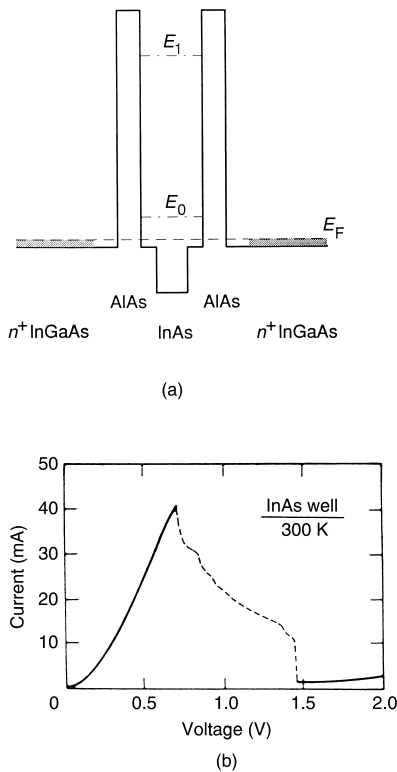 E1
E0
EF
AlAs AlAs
n+ InGaAs InAs n+ InGaAs
(a)
50
40
30
20
10
0 0.5 1.0 1.5 2.0
Current (mA)
InAs well
300 K
Voltage (V)
(b)